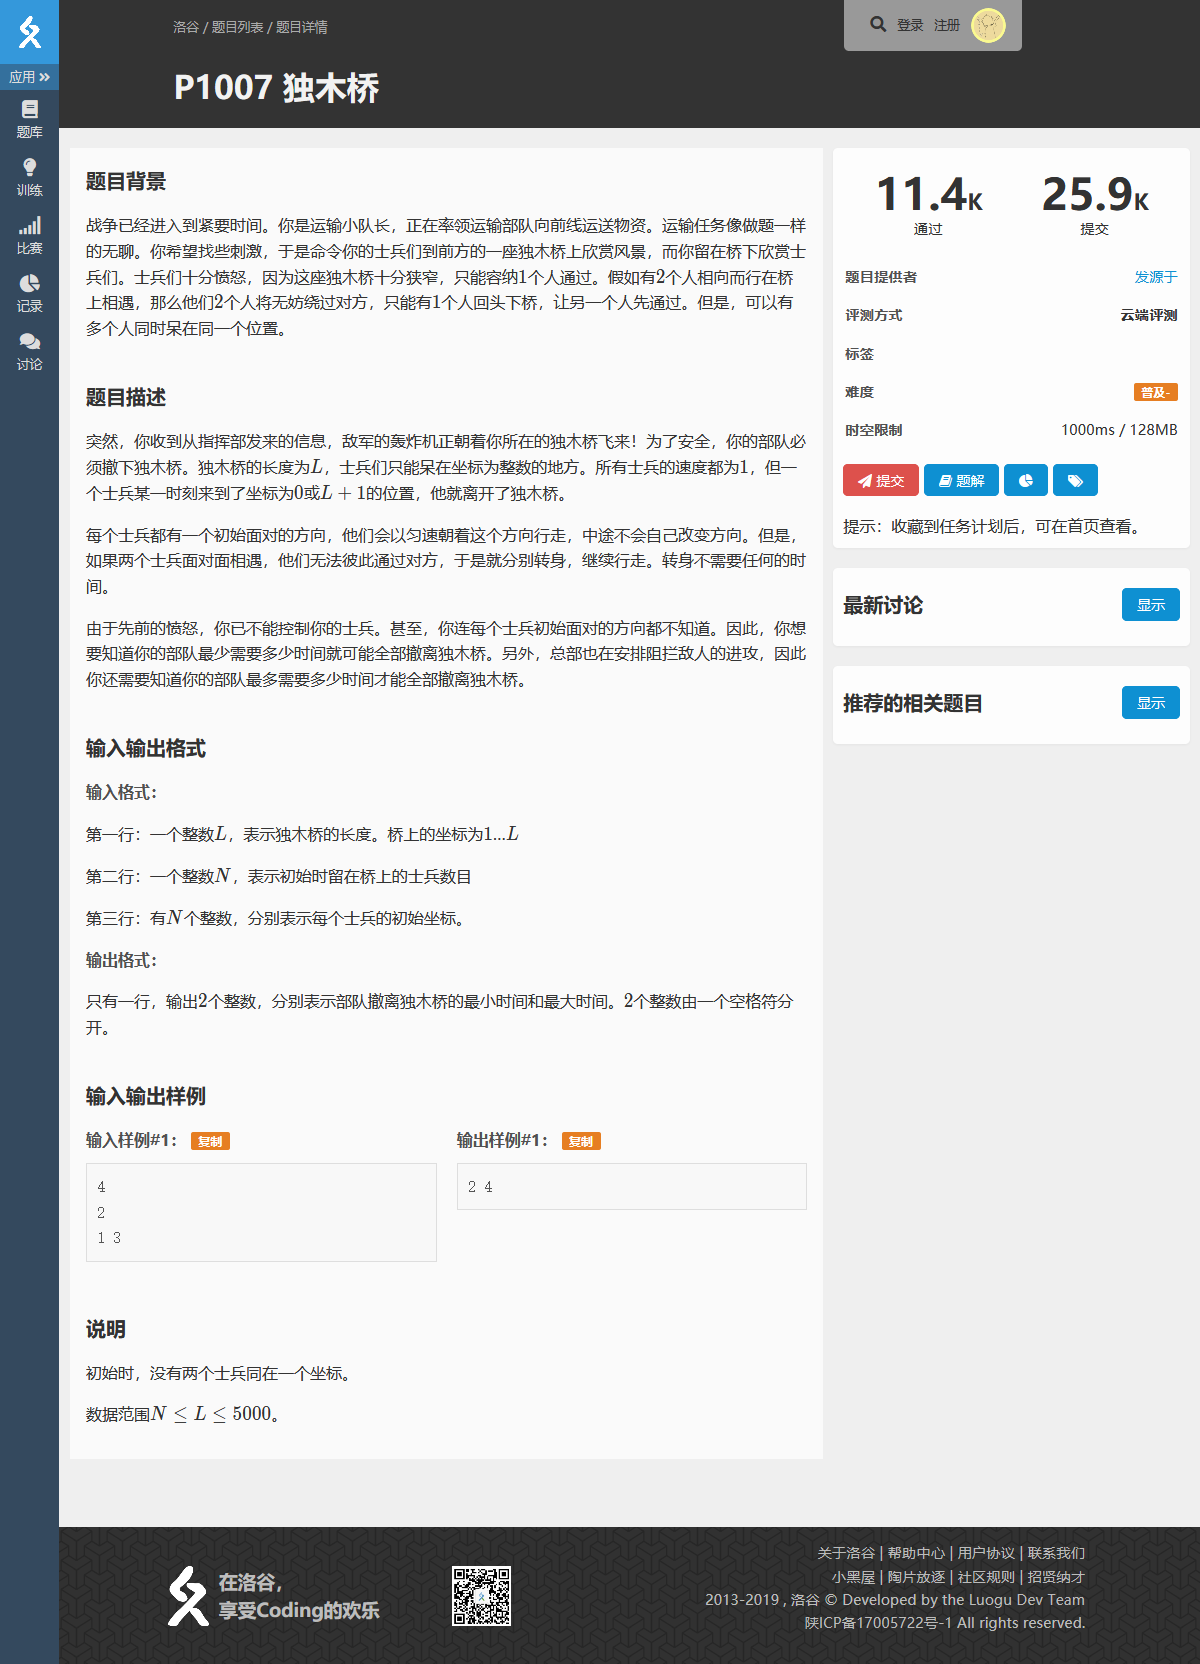 洛谷 / 题目列表 / 题目详情
登录 注册
P1007 独木桥
应用
题库
训练
比赛
记录
讨论
题目背景
战争已经进入到紧要时间。你是运输小队长，正在率领运输部队向前线运送物资。运输任务像做题一样
的无聊。你希望找些刺激，于是命令你的士兵们到前方的一座独木桥上欣赏风景，而你留在桥下欣赏士
兵们。士兵们十分愤怒，因为这座独木桥十分狭窄，只能容纳1个人通过。假如有2个人相向而行在桥
上相遇，那么他们2个人将无妨绕过对方，只能有1个人回头下桥，让另一个人先通过。但是，可以有
多个人同时呆在同一个位置。
题目描述
突然，你收到从指挥部发来的信息，敌军的轰炸机正朝着你所在的独木桥飞来！为了安全，你的部队必
须撤下独木桥。独木桥的长度为L，士兵们只能呆在坐标为整数的地方。所有士兵的速度都为1，但一
个士兵某一时刻来到了坐标为0或L + 1的位置，他就离开了独木桥。
每个士兵都有一个初始面对的方向，他们会以匀速朝着这个方向行走，中途不会自己改变方向。但是，
如果两个士兵面对面相遇，他们无法彼此通过对方，于是就分别转身，继续行走。转身不需要任何的时
间。
由于先前的愤怒，你已不能控制你的士兵。甚至，你连每个士兵初始面对的方向都不知道。因此，你想
要知道你的部队最少需要多少时间就可能全部撤离独木桥。另外，总部也在安排阻拦敌人的进攻，因此
你还需要知道你的部队最多需要多少时间才能全部撤离独木桥。
输入输出格式
输入格式：
第一行：一个整数L，表示独木桥的长度。桥上的坐标为1...L
第二行：一个整数N，表示初始时留在桥上的士兵数目
第三行：有N个整数，分别表示每个士兵的初始坐标。
输出格式：
只有一行，输出2个整数，分别表示部队撤离独木桥的最小时间和最大时间。2个整数由一个空格符分
开。
输入输出样例
输入样例#1： 复制
4
2
1 3
输出样例#1： 复制
2 4
说明
初始时，没有两个士兵同在一个坐标。
数据范围N ≤ L ≤ 5000。
11.4K
通过
25.9K
提交
题目提供者 发源于
评测方式 云端评测
标签
难度 普及-
时空限制 1000ms / 128MB
提交 题解
提示：收藏到任务计划后，可在首页查看。
最新讨论 显示
推荐的相关题目 显示
在洛谷，
享受Coding的欢乐
关于洛谷 | 帮助中心 | 用户协议 | 联系我们
小黑屋 | 陶片放逐 | 社区规则 | 招贤纳才
2013-2019 , 洛谷 © Developed by the Luogu Dev Team
陕ICP备17005722号-1 All rights reserved.